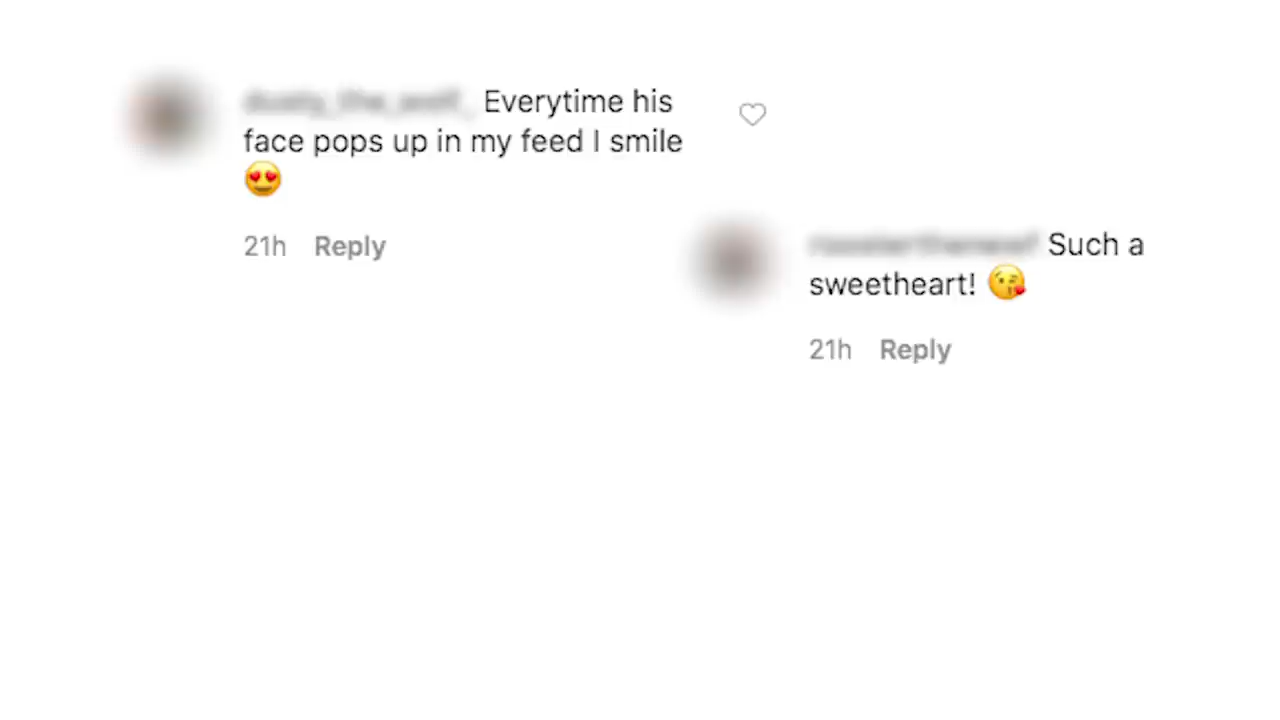 Everytime his
face pops up in my feed I smile
😍
21h Reply
Such a
sweetheart! 😘
21h Reply